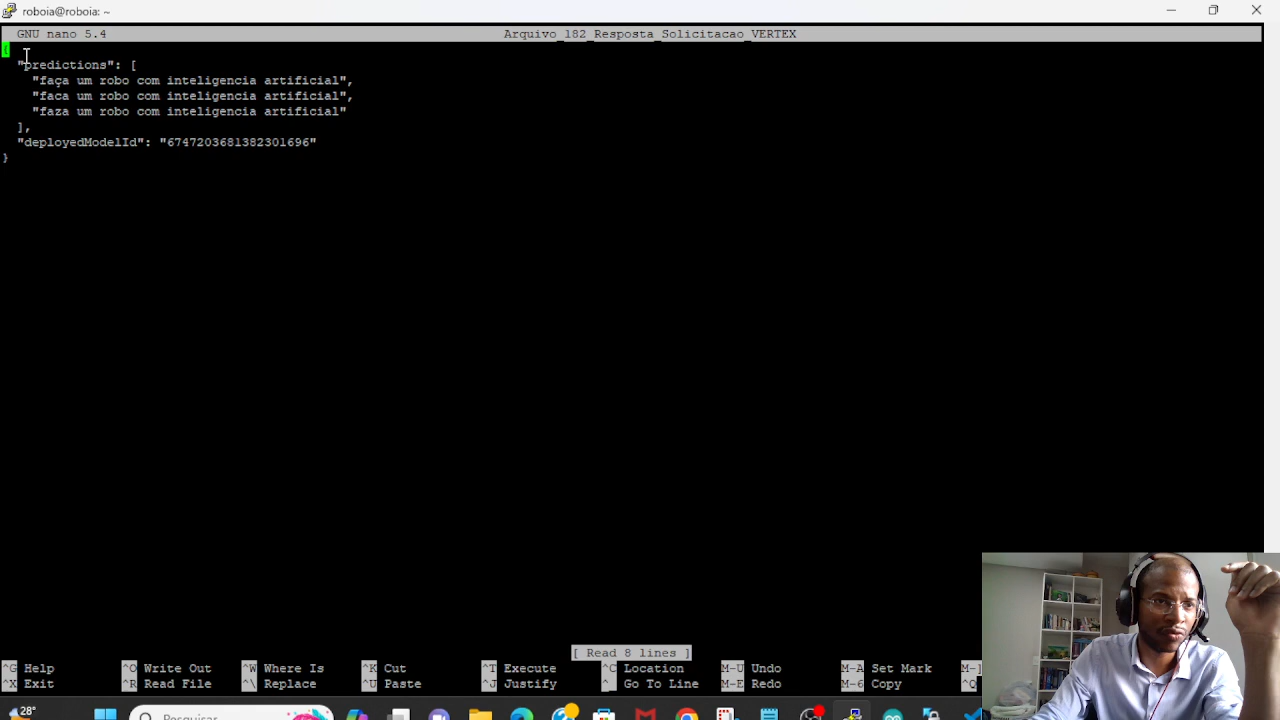 roboia@roboia: ~
GNU nano 5.4 Arquivo_182_Resposta_Solicitacao_VERTEX
{
"predictions": [
"faça um robo com inteligencia artificial",
"faca um robo com inteligencia artificial",
"faza um robo com inteligencia artificial"
],
"deployedModelId": "6747203681382301696"
}
[ Read 8 lines ]
^G Help ^O Write Out ^W Where Is ^K Cut ^T Execute ^C Location M-U Undo M-A Set Mark M-]
^X Exit ^R Read File ^\ Replace ^U Paste ^J Justify ^_ Go To Line M-E Redo M-6 Copy ^Q
28° Pesquisar